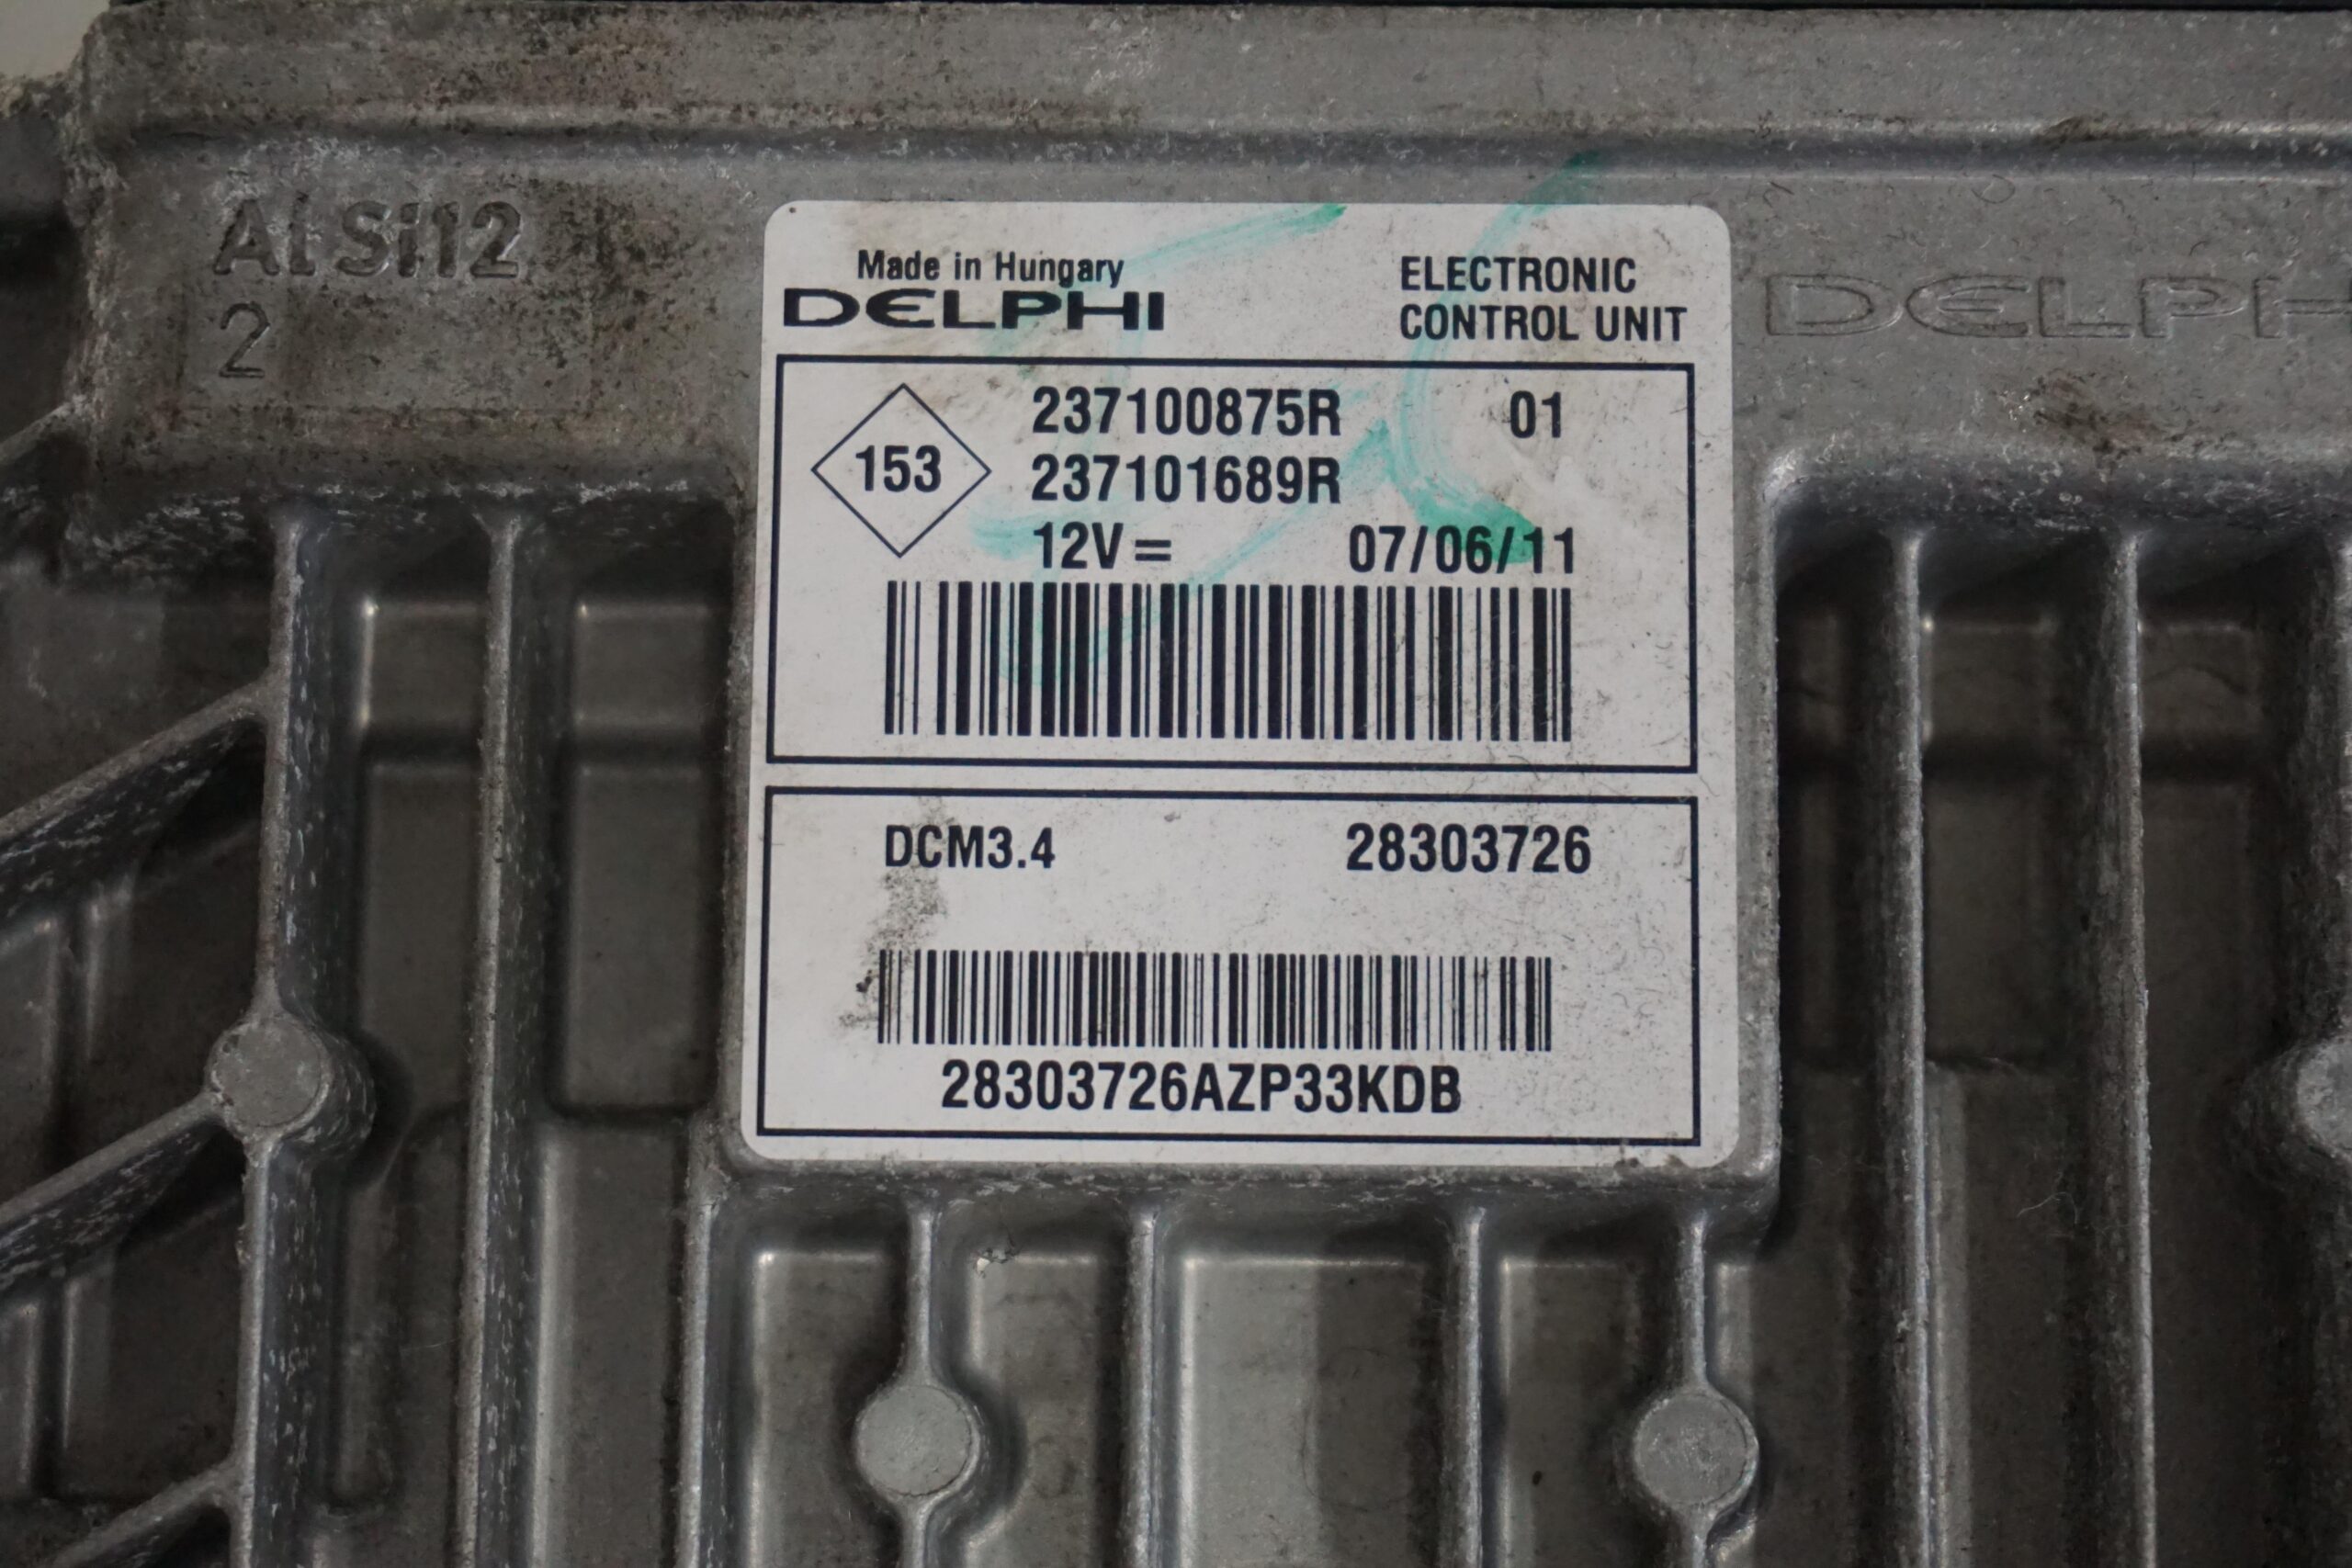 Al Si12
2
Made in Hungary
DELPHI
ELECTRONIC
CONTROL UNIT
DELPH
153
237100875R 01
237101689R
12V= 07/06/11
DCM3.4 28303726
28303726AZP33KDB